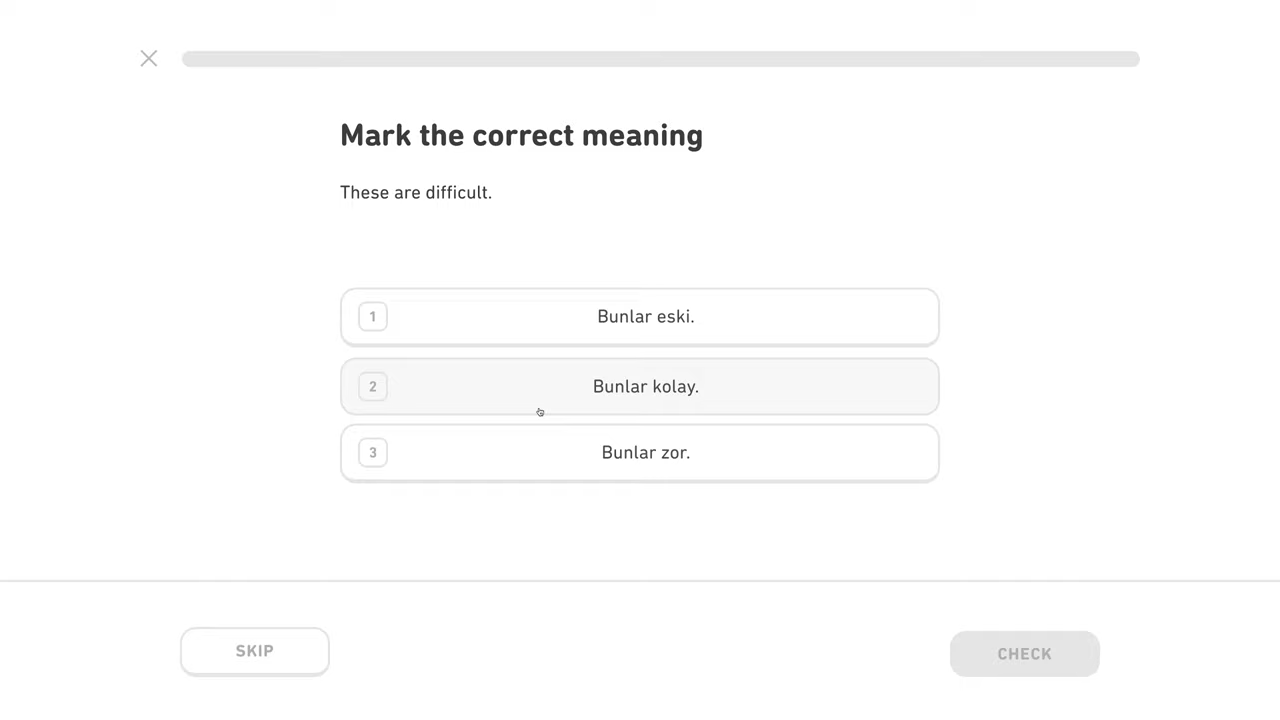 Mark the correct meaning
These are difficult.
1 Bunlar eski.
2 Bunlar kolay.
3 Bunlar zor.
SKIP
CHECK